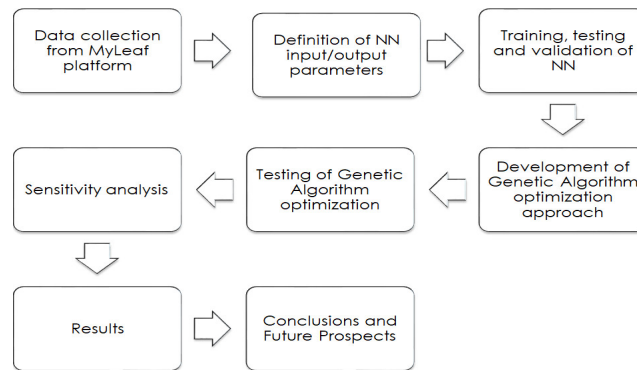 Data collection
from MyLeaf
platform
Definition of NN
input/output
parameters
Training, testing
and validation of
NN
Development of
Genetic Algorithm
optimization
approach
Testing of Genetic
Algorithm
optimization
Sensitivity analysis
Results
Conclusions and
Future Prospects